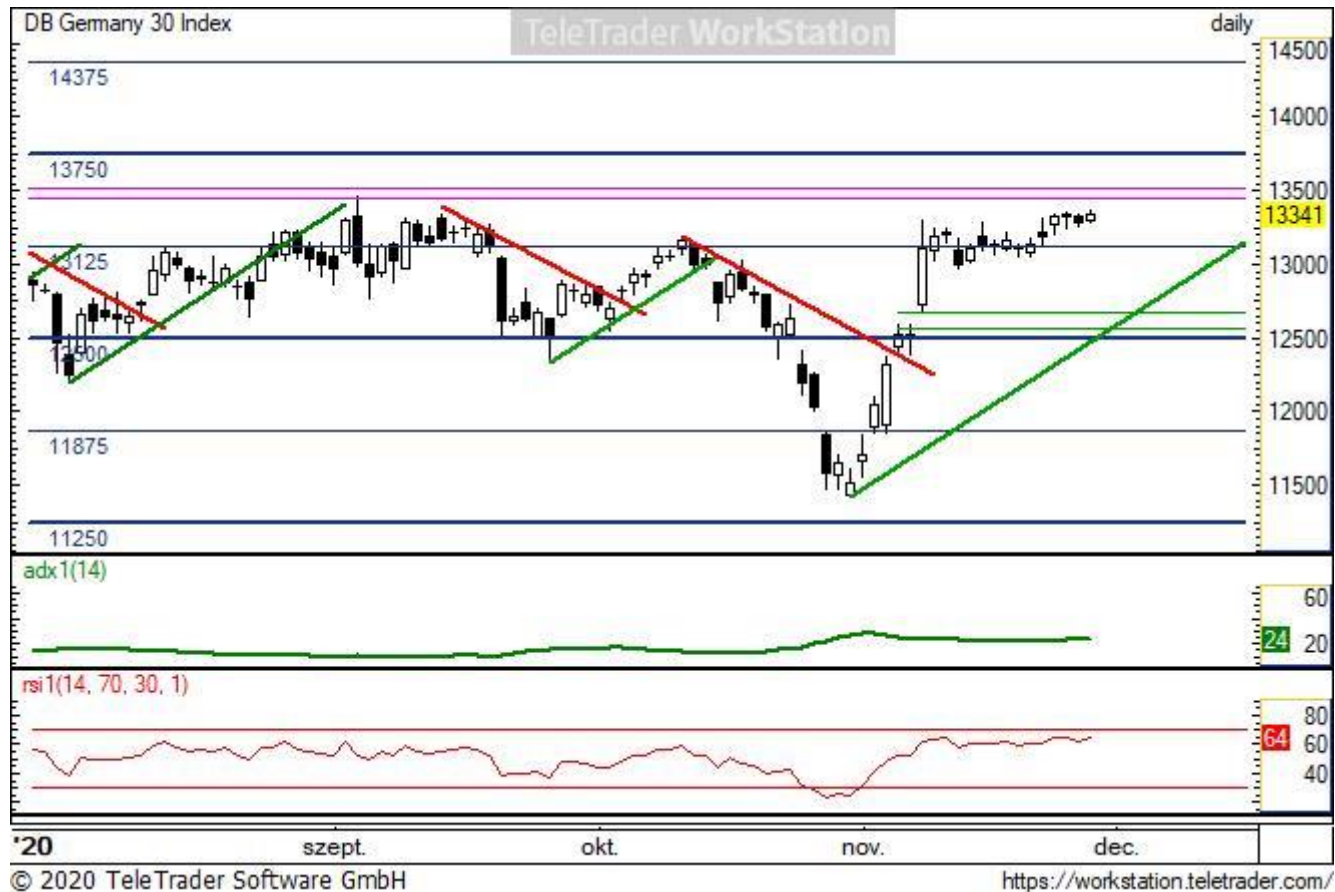 DB Germany 30 Index
TeleTrader WorkStation
daily
14500
14375
14000
13750
13500
13341
13125
13000
12500
12500
12000
11875
11500
11250
adx1(14)
60
24
20
rsi1(14, 70, 30, 1)
80
64
60
40
'20
szept.
okt.
nov.
dec.
© 2020 TeleTrader Software GmbH
https://workstation.teletrader.com/